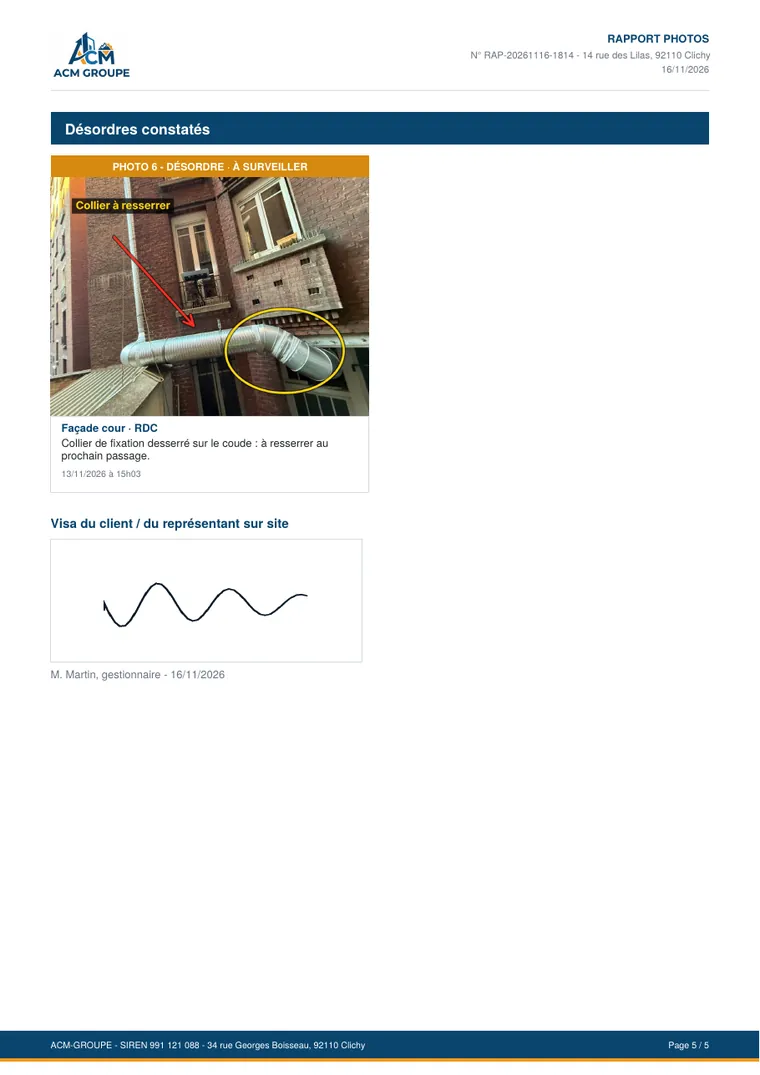 ACM
ACM GROUPE
RAPPORT PHOTOS
N° RAP-20261116-1814 - 14 rue des Lilas, 92110 Clichy
16/11/2026
Désordres constatés
PHOTO 6 - DÉSORDRE · À SURVEILLER
Collier à resserrer
Façade cour · RDC
Collier de fixation desserré sur le coude : à resserrer au
prochain passage.
13/11/2026 à 15h03
Visa du client / du représentant sur site
M. Martin, gestionnaire - 16/11/2026
ACM-GROUPE - SIREN 991 121 088 - 34 rue Georges Boisseau, 92110 Clichy
Page 5 / 5